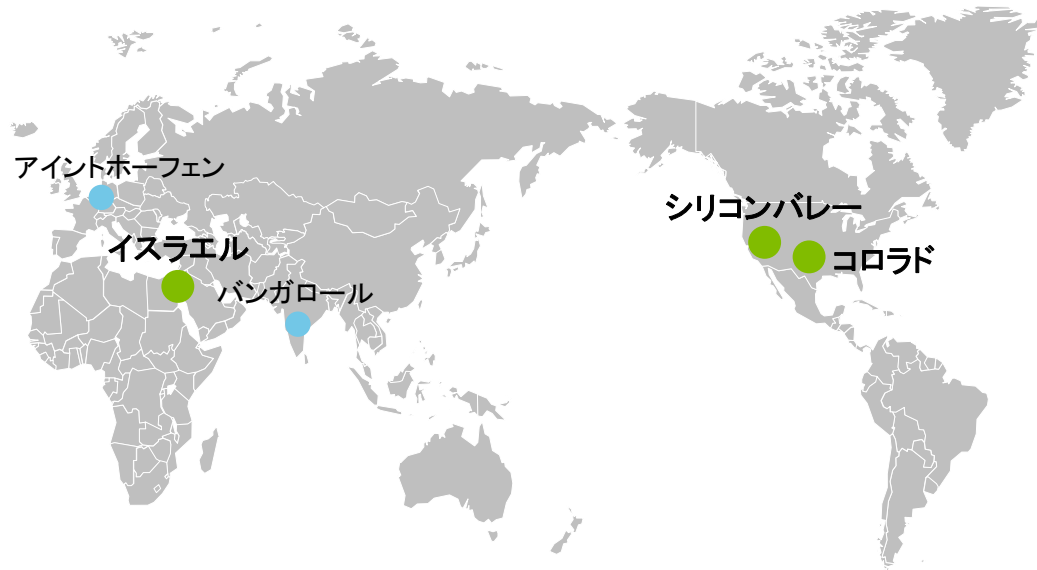 アイントホーフェン
シリコンバレー
イスラエル
コロラド
バンガロール